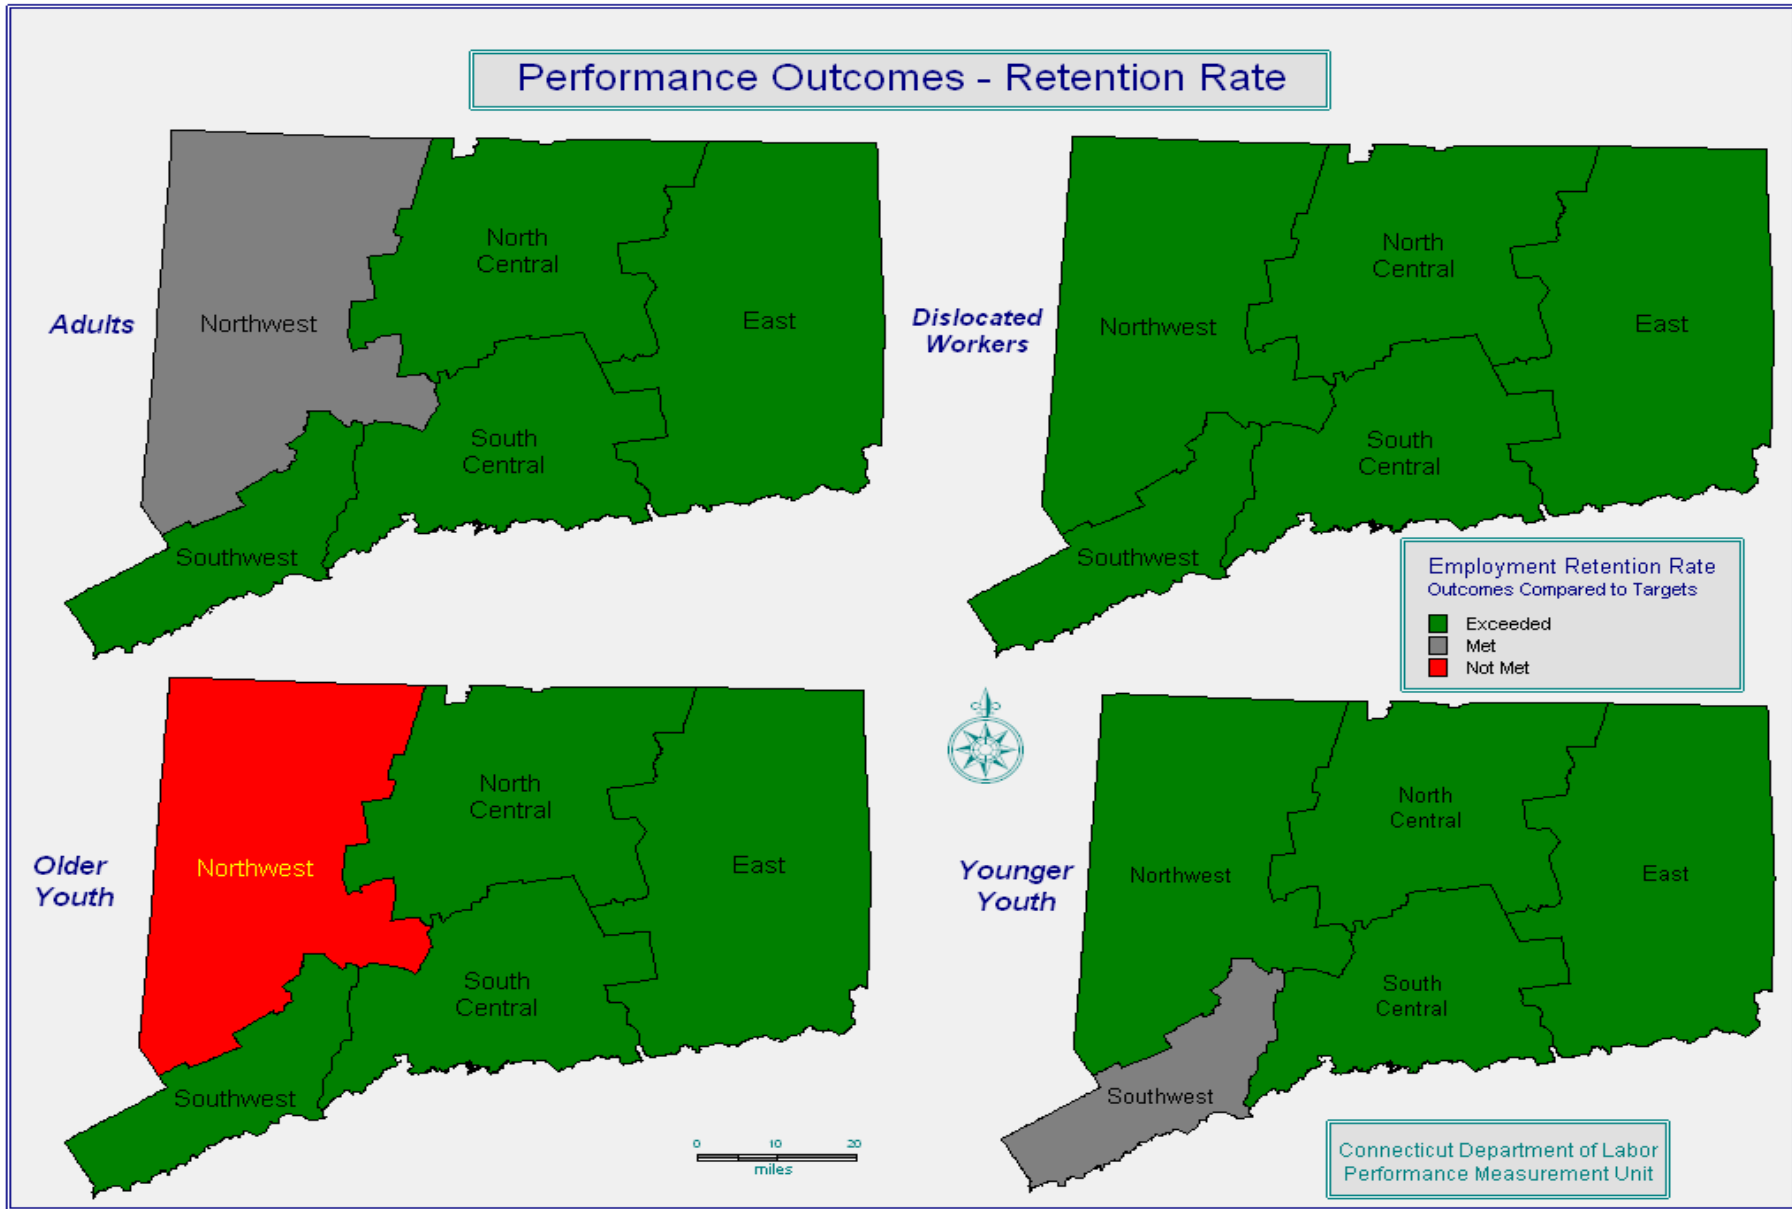 Performance Outcomes - Retention Rate
Adults
Northwest
North
Central
East
South
Central
Southwest
Dislocated
Workers
Northwest
North
Central
East
South
Central
Southwest
Employment Retention Rate
Outcomes Compared to Targets
Exceeded
Met
Not Met
Older
Youth
Northwest
North
Central
East
South
Central
Southwest
0 10 20
miles
Younger
Youth
Northwest
North
Central
East
South
Central
Southwest
Connecticut Department of Labor
Performance Measurement Unit